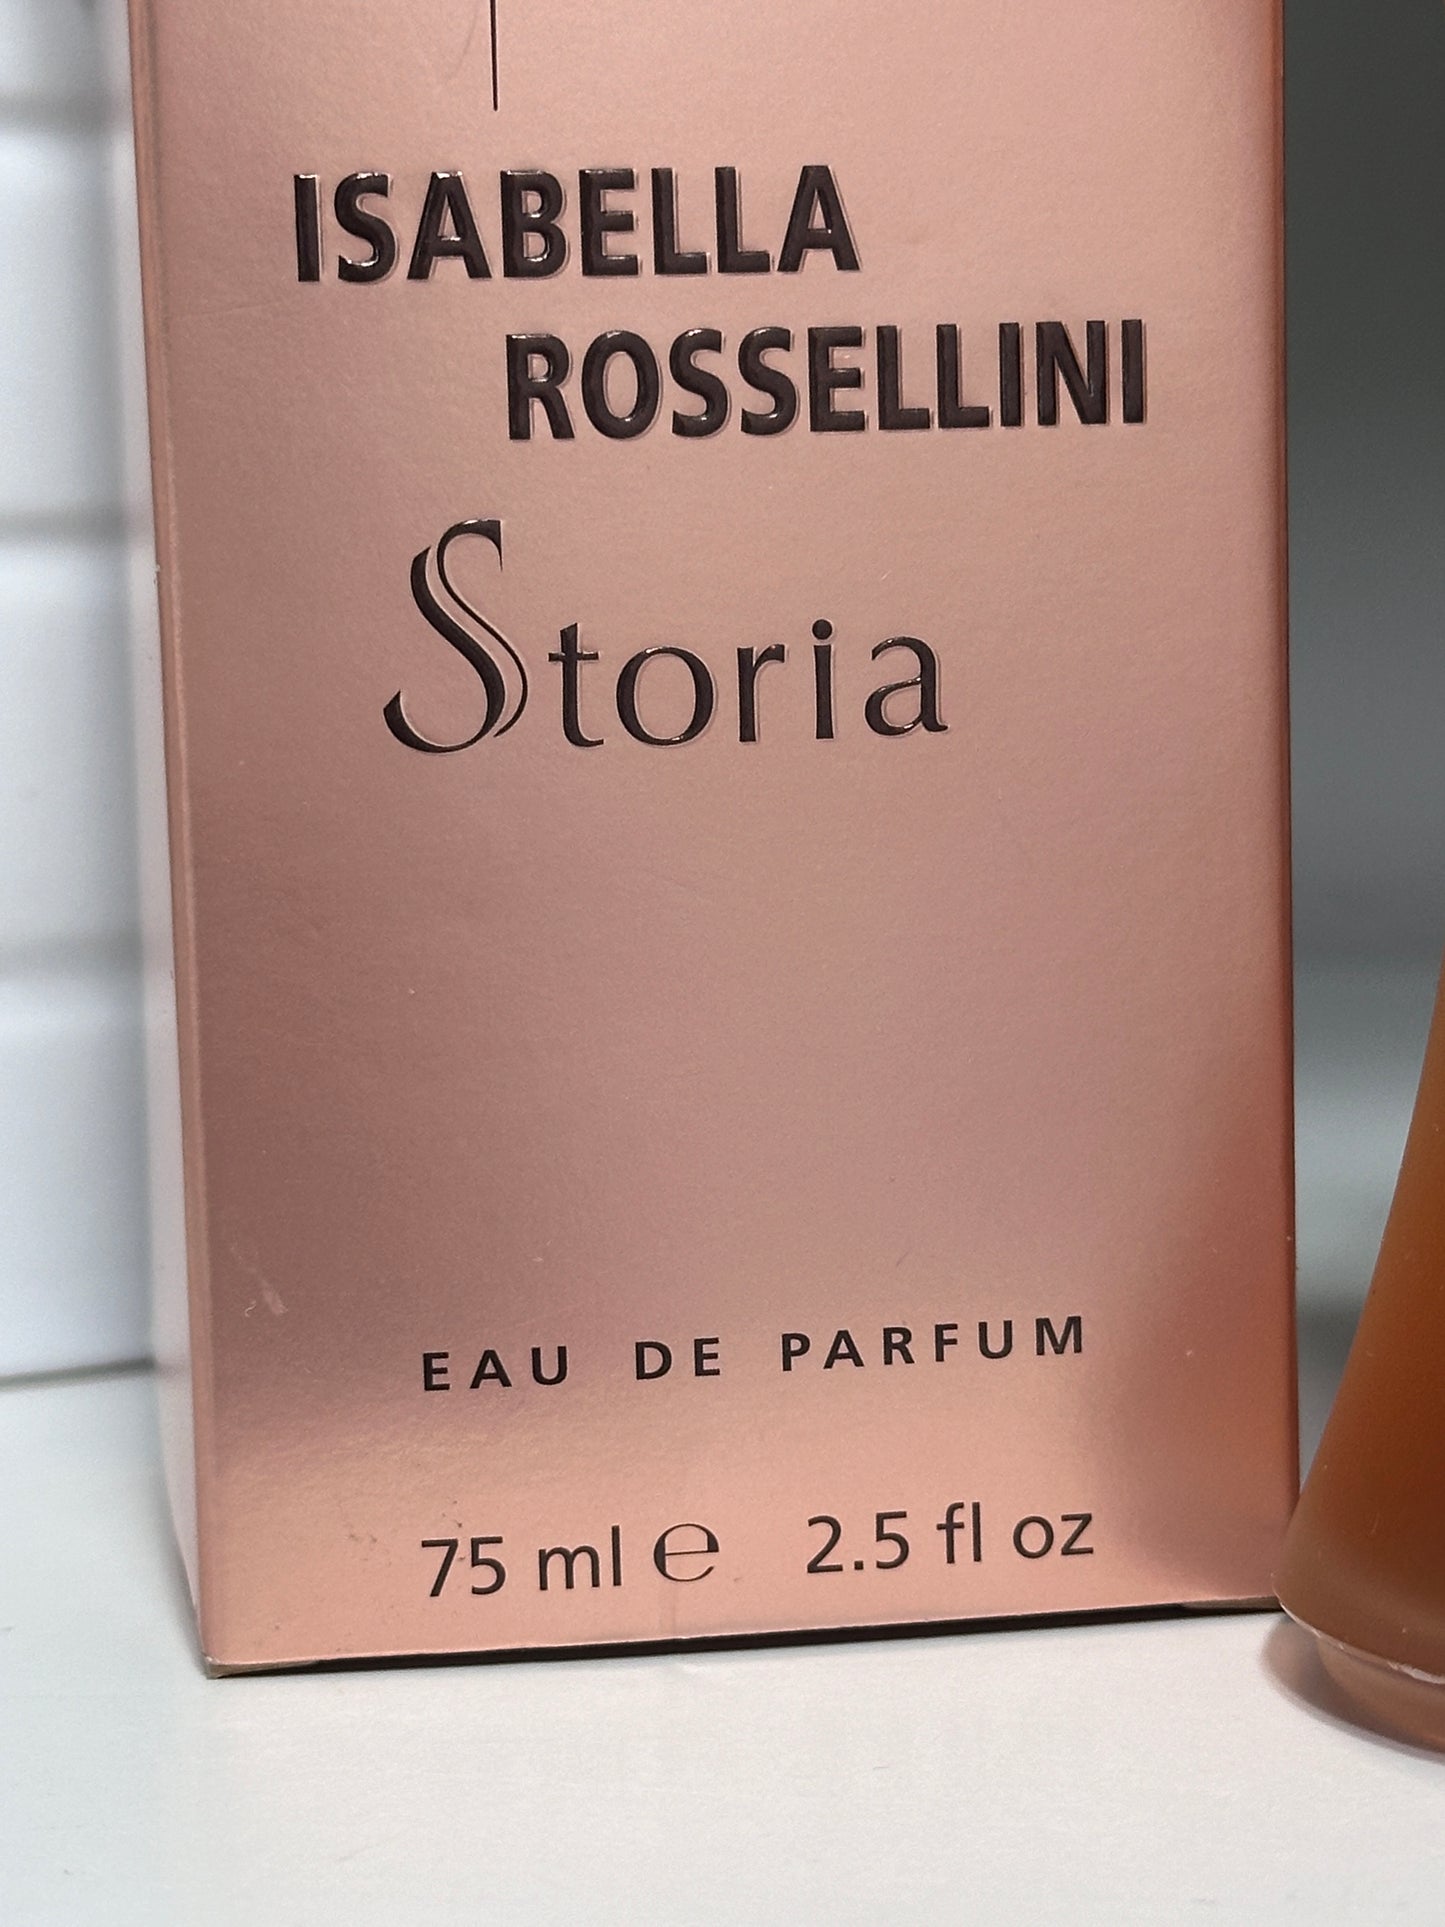 ISABELLA
ROSSELLINI
Storia
EAU DE PARFUM
75 ml ℮ 2.5 fl oz